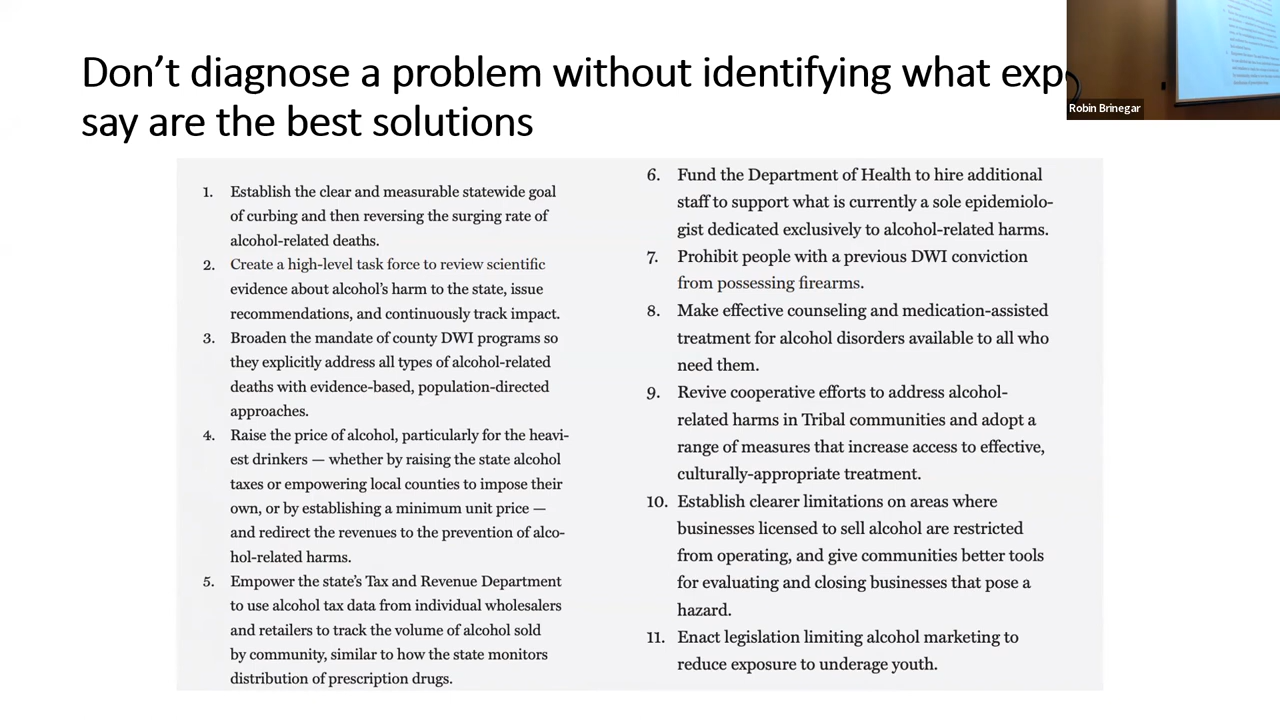 Don’t diagnose a problem without identifying what exp
say are the best solutions
Robin Brinegar
1. Establish the clear and measurable statewide goal
of curbing and then reversing the surging rate of
alcohol-related deaths.
2. Create a high-level task force to review scientific
evidence about alcohol’s harm to the state, issue
recommendations, and continuously track impact.
3. Broaden the mandate of county DWI programs so
they explicitly address all types of alcohol-related
deaths with evidence-based, population-directed
approaches.
4. Raise the price of alcohol, particularly for the heavi-
est drinkers — whether by raising the state alcohol
taxes or empowering local counties to impose their
own, or by establishing a minimum unit price —
and redirect the revenues to the prevention of alco-
hol-related harms.
5. Empower the state’s Tax and Revenue Department
to use alcohol tax data from individual wholesalers
and retailers to track the volume of alcohol sold
by community, similar to how the state monitors
distribution of prescription drugs.
6. Fund the Department of Health to hire additional
staff to support what is currently a sole epidemiolo-
gist dedicated exclusively to alcohol-related harms.
7. Prohibit people with a previous DWI conviction
from possessing firearms.
8. Make effective counseling and medication-assisted
treatment for alcohol disorders available to all who
need them.
9. Revive cooperative efforts to address alcohol-
related harms in Tribal communities and adopt a
range of measures that increase access to effective,
culturally-appropriate treatment.
10. Establish clearer limitations on areas where
businesses licensed to sell alcohol are restricted
from operating, and give communities better tools
for evaluating and closing businesses that pose a
hazard.
11. Enact legislation limiting alcohol marketing to
reduce exposure to underage youth.